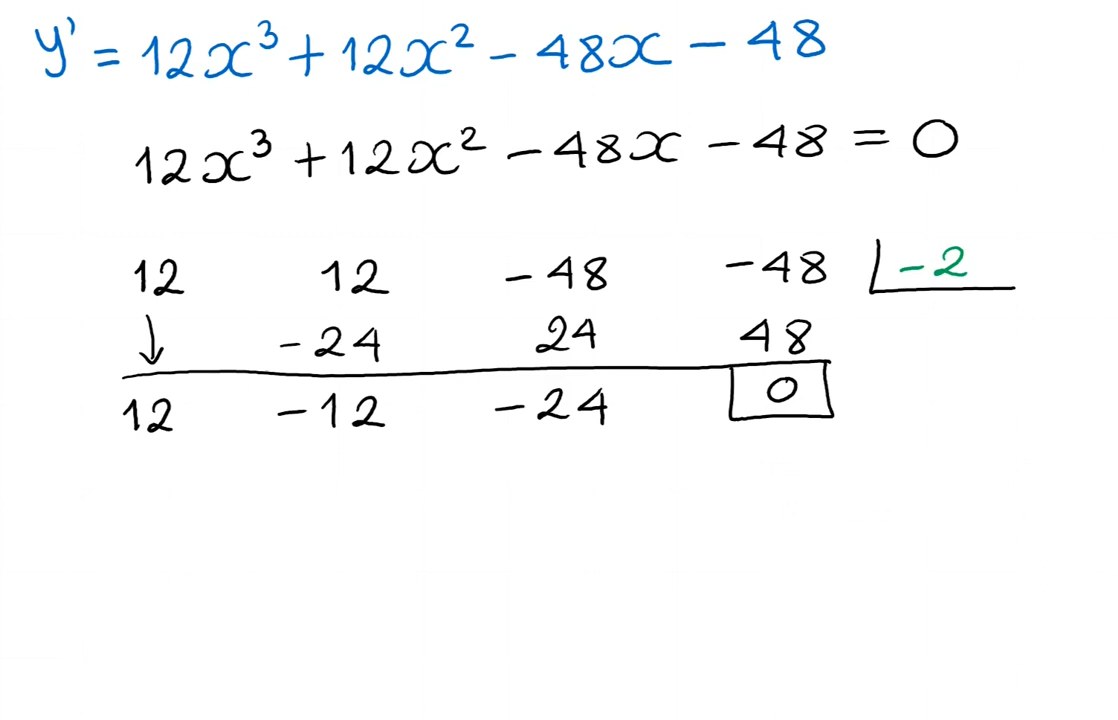 y' = 12x³ + 12x² - 48x - 48
12x³ + 12x² - 48x - 48 = 0
12 12 -48 -48 -2
↓ -24 24 48
12 -12 -24 0